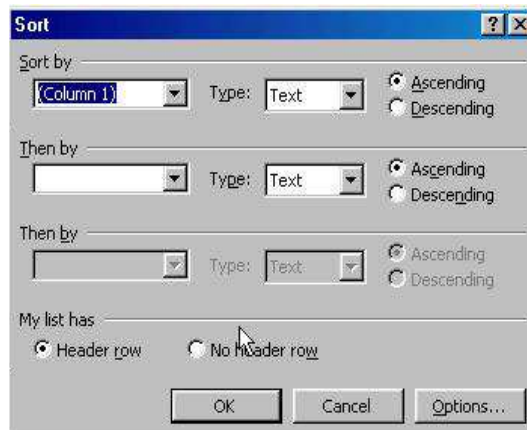 Sort
Sort by
(Column 1) Type: Text Ascending
Descending
Then by
Type: Text Ascending
Descending
Then by
Type: Text Ascending
Descending
My list has
Header row No header row
OK Cancel Options...